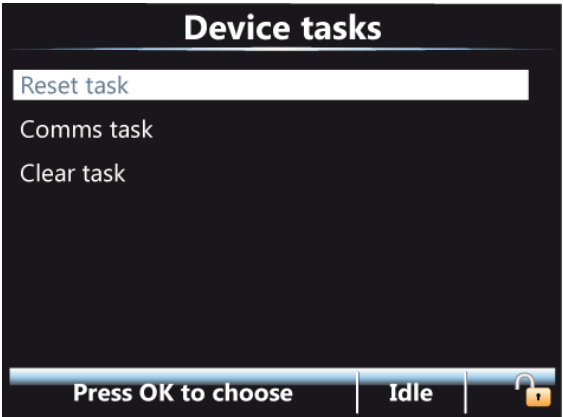 Device tasks
Reset task
Comms task
Clear task
Press OK to choose Idle